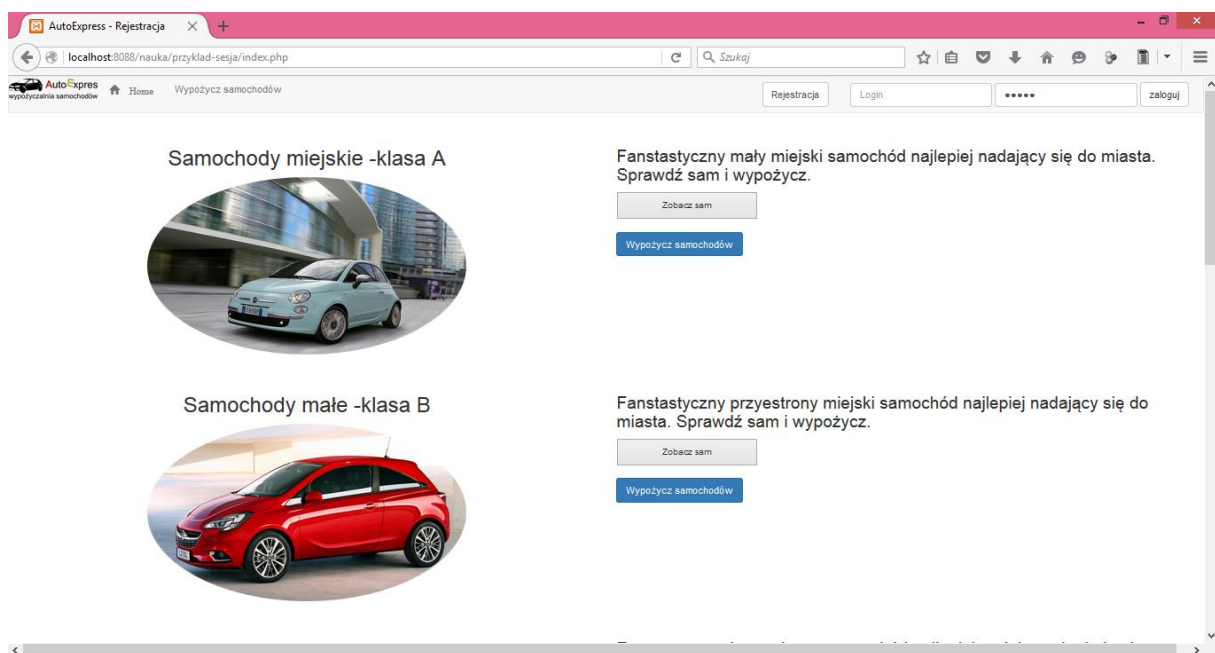 AutoExpress - Rejestracja
localhost:8088/nauka/przyklad-sesja/index.php
Szukaj
AutoExpres
wypożyczalnia samochodów
Home
Wypożycz samochodów
Rejestracja
Login
•••••
zaloguj
Samochody miejskie -klasa A
Fanstastyczny mały miejski samochód najlepiej nadający się do miasta.
Sprawdź sam i wypożycz.
Zobacz sam
Wypożycz samochodów
Samochody małe -klasa B
Fanstastyczny przyestrony miejski samochód najlepiej nadający się do
miasta. Sprawdź sam i wypożycz.
Zobacz sam
Wypożycz samochodów